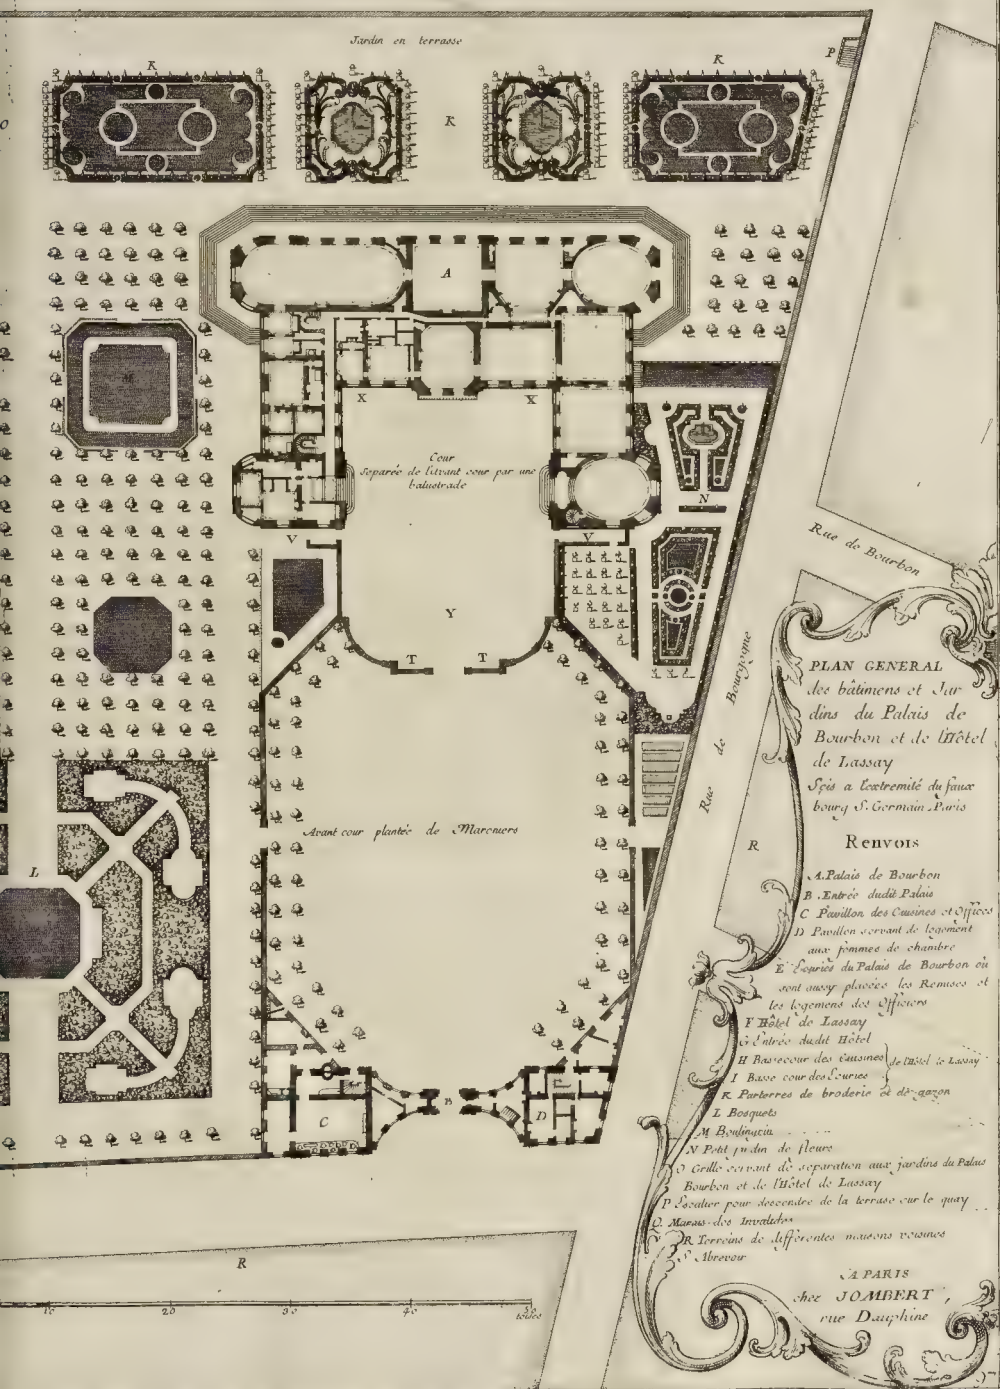 Jardin en terrasse
P
K
K
K
O
A
M
X
X
Cour
Separée de l'Avant cour par une
balustrade
N
V
V
Rue de Bourbon
Y
T
T
Rue de Bourgogne
PLAN GENERAL
des bâtimens et Jar
dins du Palais de
Bourbon et de l'Hôtel
de Lassay
Sçis a l'extremité du faux
bourg S. Germain Paris
Avant cour plantée de Maroniers
R
L
Renvois
A. Palais de Bourbon
B. Entrée dudit Palais
C Pavillon des Cuisines et Offices
D Pavillon servant de logement
aux femmes de chambre
E Ecuries du Palais de Bourbon où
sont aussy placées les Remises et
les logemens des Officiers
F Hôtel de Lassay
G Entrée dudit Hôtel
H Bassecour des Cuisines
I Basse cour des Ecuries
de l'Hôtel de Lassay
K Parterres de broderie et de gazon
L Bosquets
M Boulingrin
N Petit jardin de fleurs
O Grille servant de separation aux jardins du Palais
Bourbon et de l'Hôtel de Lassay
P Escalier pour descendre de la terrasse sur le quay
Q. Marais des Invalides
R Terreins de differentes maisons voisines
S Abrevoir
B
C
D
R
10 20 30 40 50
toises
A PARIS
chez JOMBERT,
rue Dauphine